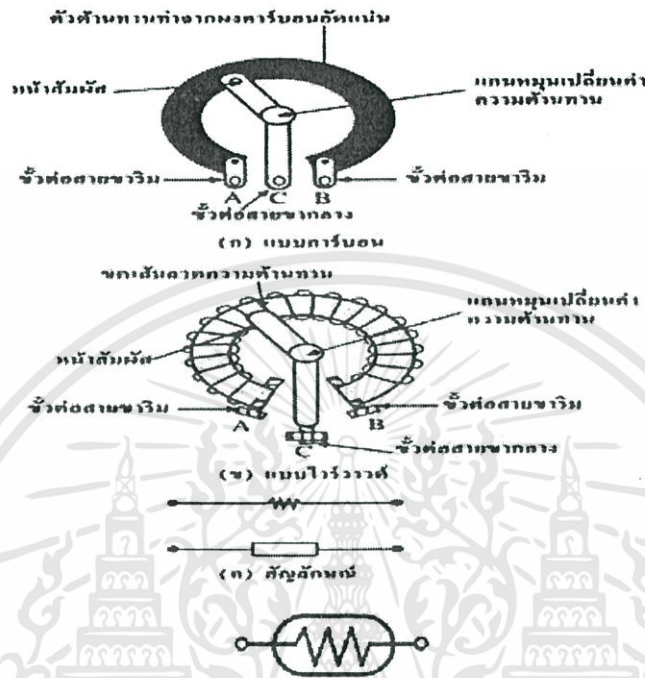 ตัวต้านทานทำจากผงคาร์บอนอัดแน่น
หน้าสัมผัส
แกนหมุนเปลี่ยนค่า
ความต้านทาน
ขั้วต่อสายขาริม
ขั้วต่อสายขาริม
A
C
B
ขั้วต่อสายขากลาง
(ก) แบบคาร์บอน
ขดเส้นลวดความต้านทาน
แกนหมุนเปลี่ยนค่า
ความต้านทาน
หน้าสัมผัส
ขั้วต่อสายขาริม
ขั้วต่อสายขาริม
A
B
C
ขั้วต่อสายขากลาง
(ข) แบบไวร์วาวด์
(ค) สัญลักษณ์